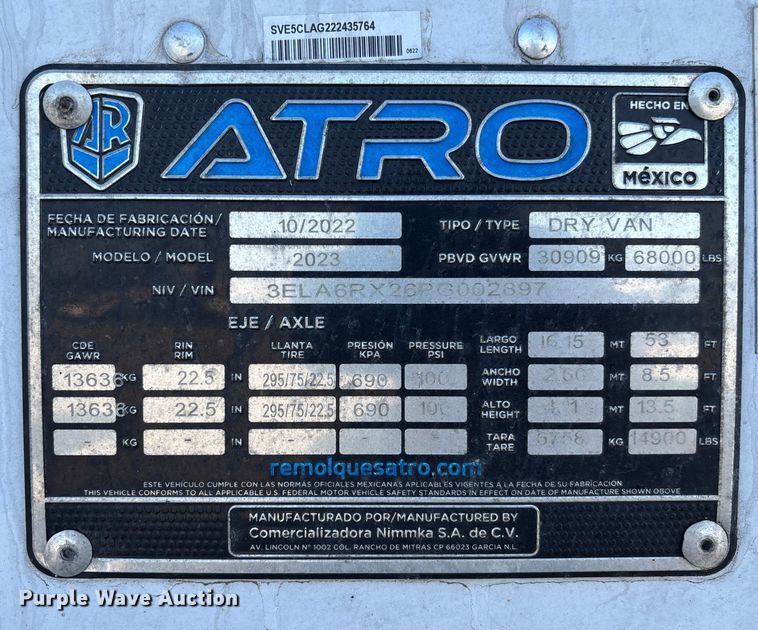 SVE5CLAG222435764
0622
AR ATRO HECHO EN
MéXICO
FECHA DE FABRICACIÓN/ MANUFACTURING DATE 10/2022 TIPO / TYPE DRY VAN
MODELO / MODEL 2023 PBVD GVWR 30909 KG 68000 LBS
NIV / VIN 3ELA6RX26PG002897
EJE / AXLE
CDE GAWR RIN RIM LLANTA TIRE PRESIÓN KPA PRESSURE PSI LARGO LENGTH 16.15 MT 53 FT
13636 KG 22.5 IN 295/75/22.5 690 100 ANCHO WIDTH MT 8.5 FT
13636 KG 22.5 IN 295/75/22.5 690 100 ALTO HEIGHT MT 13.5 FT
- KG - IN - - - TARA TARE 6758 KG 14900 LBS
remolquesatro.com
ESTE VEHÍCULO CUMPLE CON LAS NORMAS OFICIALES MEXICANAS APLICABLES VIGENTES A LA FECHA DE SU FABRICACION.
THIS VEHICLE CONFORMS TO ALL APPLICABLE U.S. FEDERAL MOTOR VEHICLE SAFETY STANDARDS IN EFFECT ON DATE OF MANUFACTURE SHOWN ABOVE
MANUFACTURADO POR/MANUFACTURED BY
Comercializadora Nimmka S.A. de C.V.
AV. LINCOLN N° 1002 COL. RANCHO DE MITRAS CP 66023 GARCIA N.L.
Purple Wave Auction